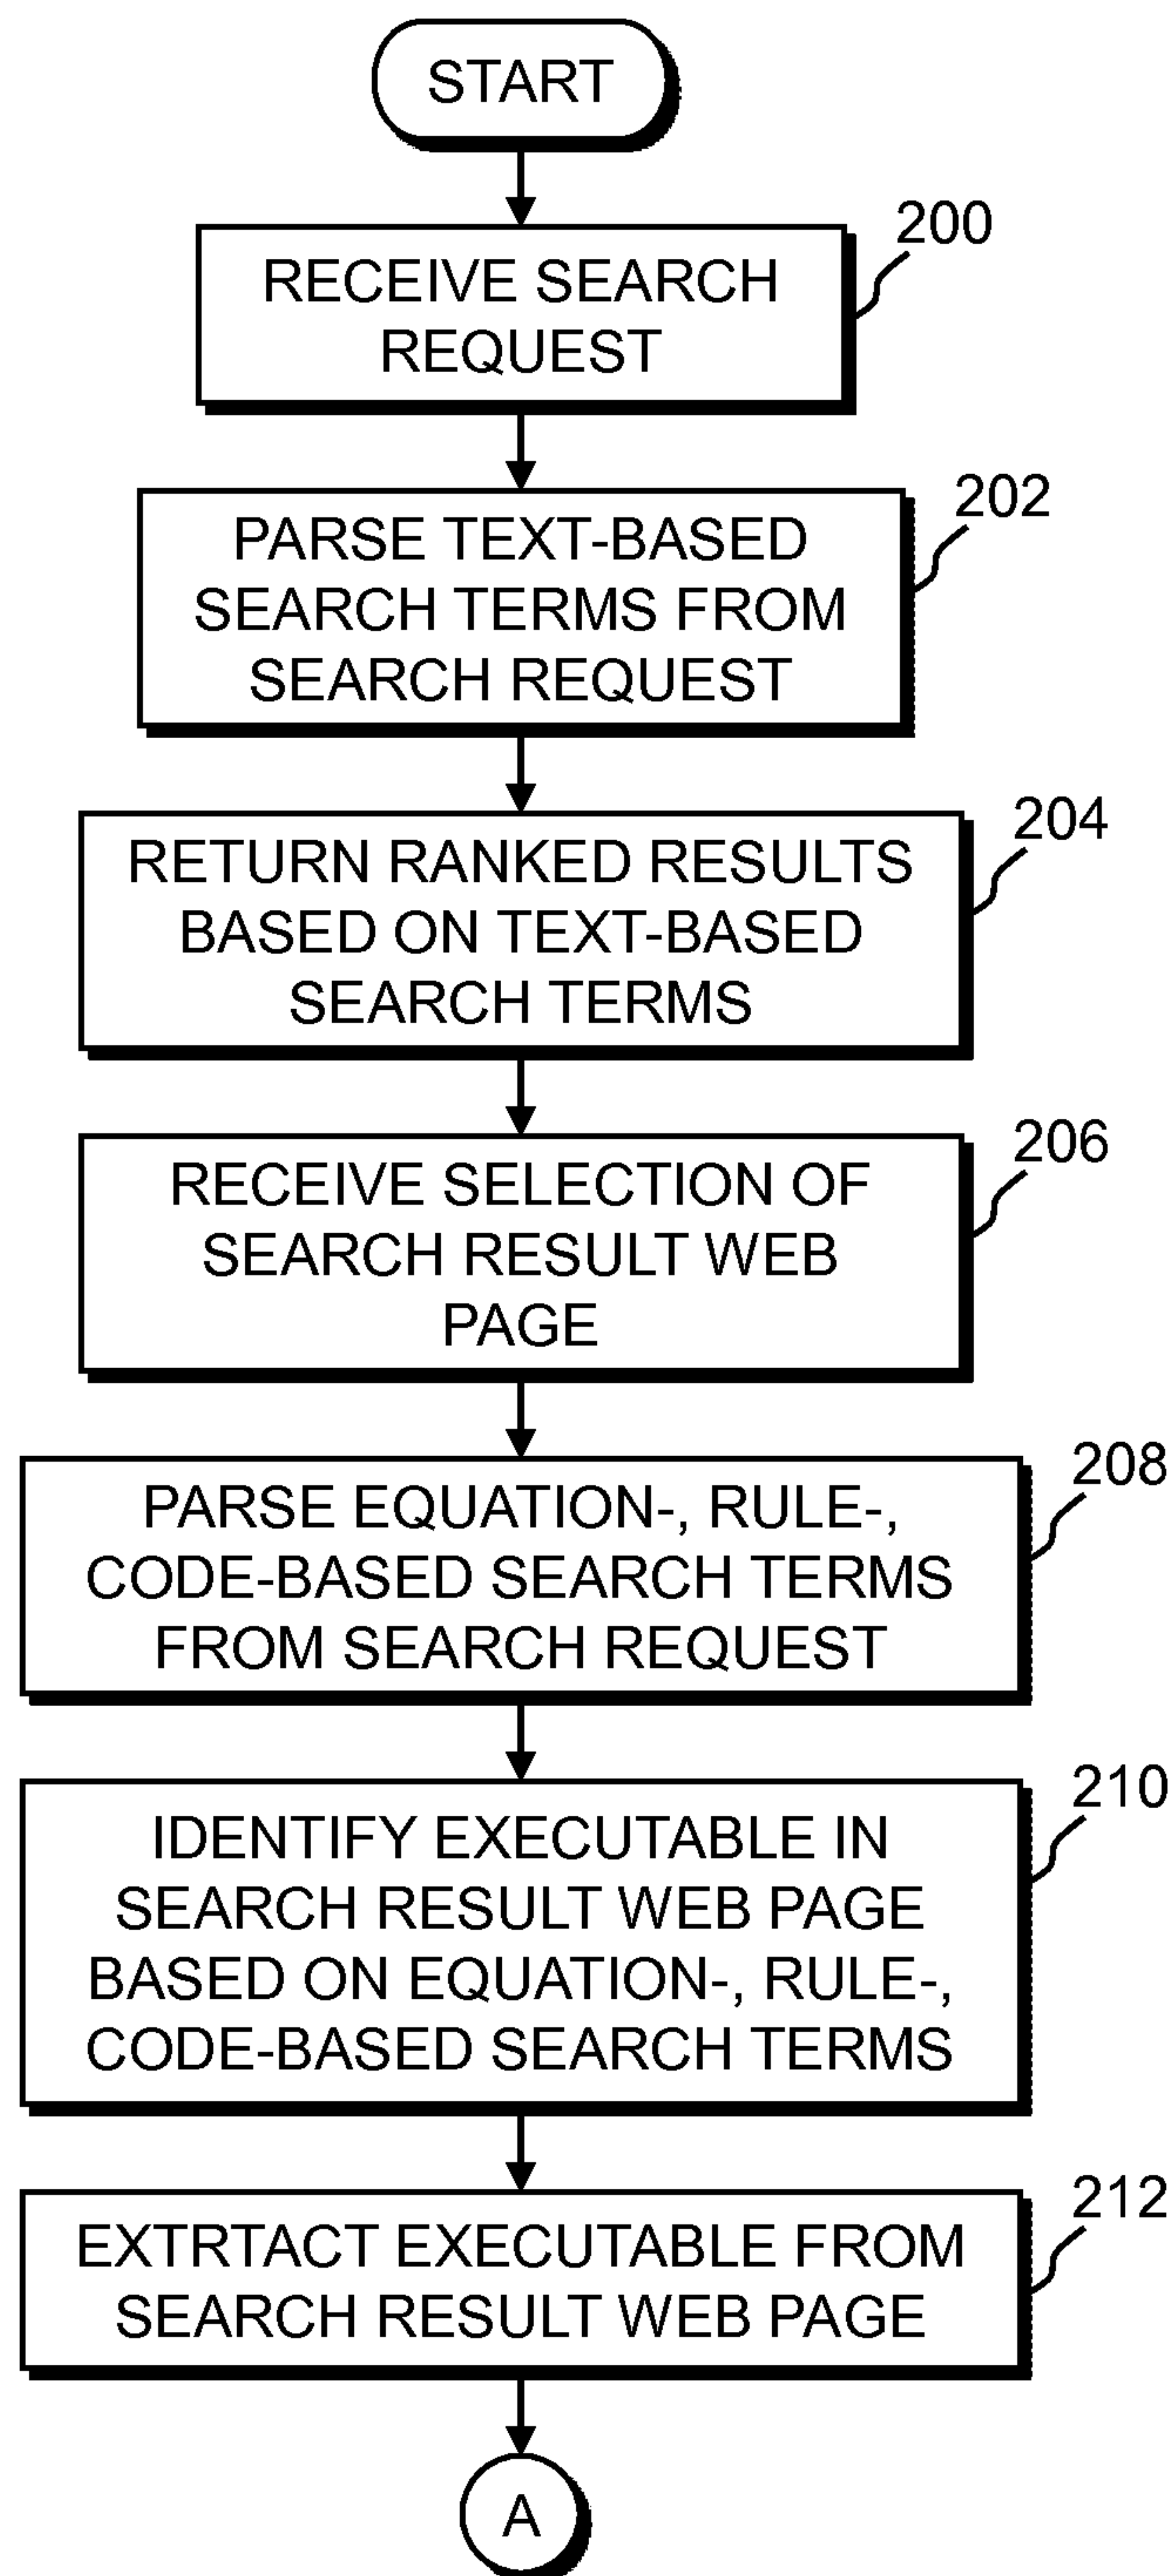 START
200
RECEIVE SEARCH
REQUEST
202
PARSE TEXT-BASED
SEARCH TERMS FROM
SEARCH REQUEST
204
RETURN RANKED RESULTS
BASED ON TEXT-BASED
SEARCH TERMS
206
RECEIVE SELECTION OF
SEARCH RESULT WEB
PAGE
208
PARSE EQUATION-, RULE-,
CODE-BASED SEARCH TERMS
FROM SEARCH REQUEST
210
IDENTIFY EXECUTABLE IN
SEARCH RESULT WEB PAGE
BASED ON EQUATION-, RULE-,
CODE-BASED SEARCH TERMS
212
EXTRTACT EXECUTABLE FROM
SEARCH RESULT WEB PAGE
A